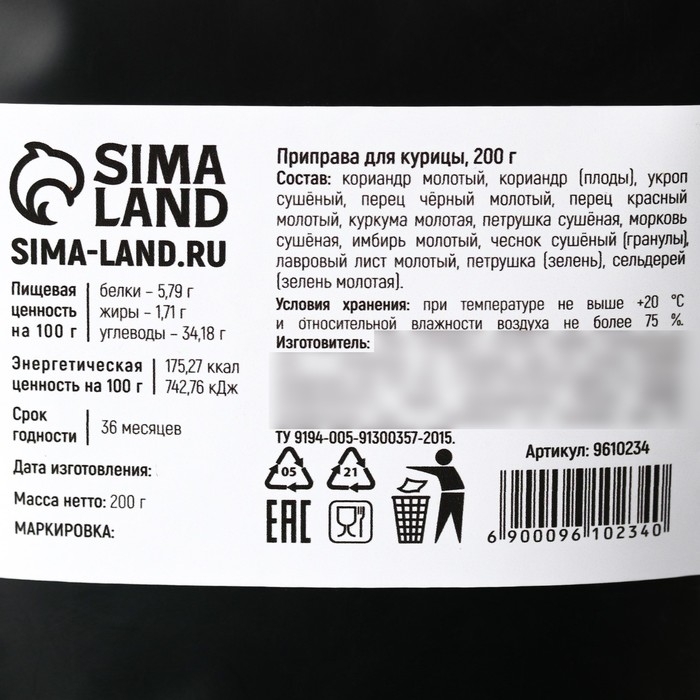 SIMA
LAND
SIMA-LAND.RU
Пищевая ценность на 100 г
белки – 5,79 г
жиры – 1,71 г
углеводы – 34,18 г
Энергетическая ценность на 100 г
175,27 ккал
742,76 кДж
Срок годности
36 месяцев
Дата изготовления:
Масса нетто: 200 г
МАРКИРОВКА:
Приправа для курицы, 200 г
Состав: кориандр молотый, кориандр (плоды), укроп
сушёный, перец чёрный молотый, перец красный
молотый, куркума молотая, петрушка сушёная, морковь
сушёная, имбирь молотый, чеснок сушёный (гранулы),
лавровый лист молотый, петрушка (зелень), сельдерей
(зелень молотая).
Условия хранения: при температуре не выше +20 °С
и относительной влажности воздуха не более 75 %.
Изготовитель:
ТУ 9194-005-91300357-2015.
05
21
EAC
Артикул: 9610234
6 900096 102340